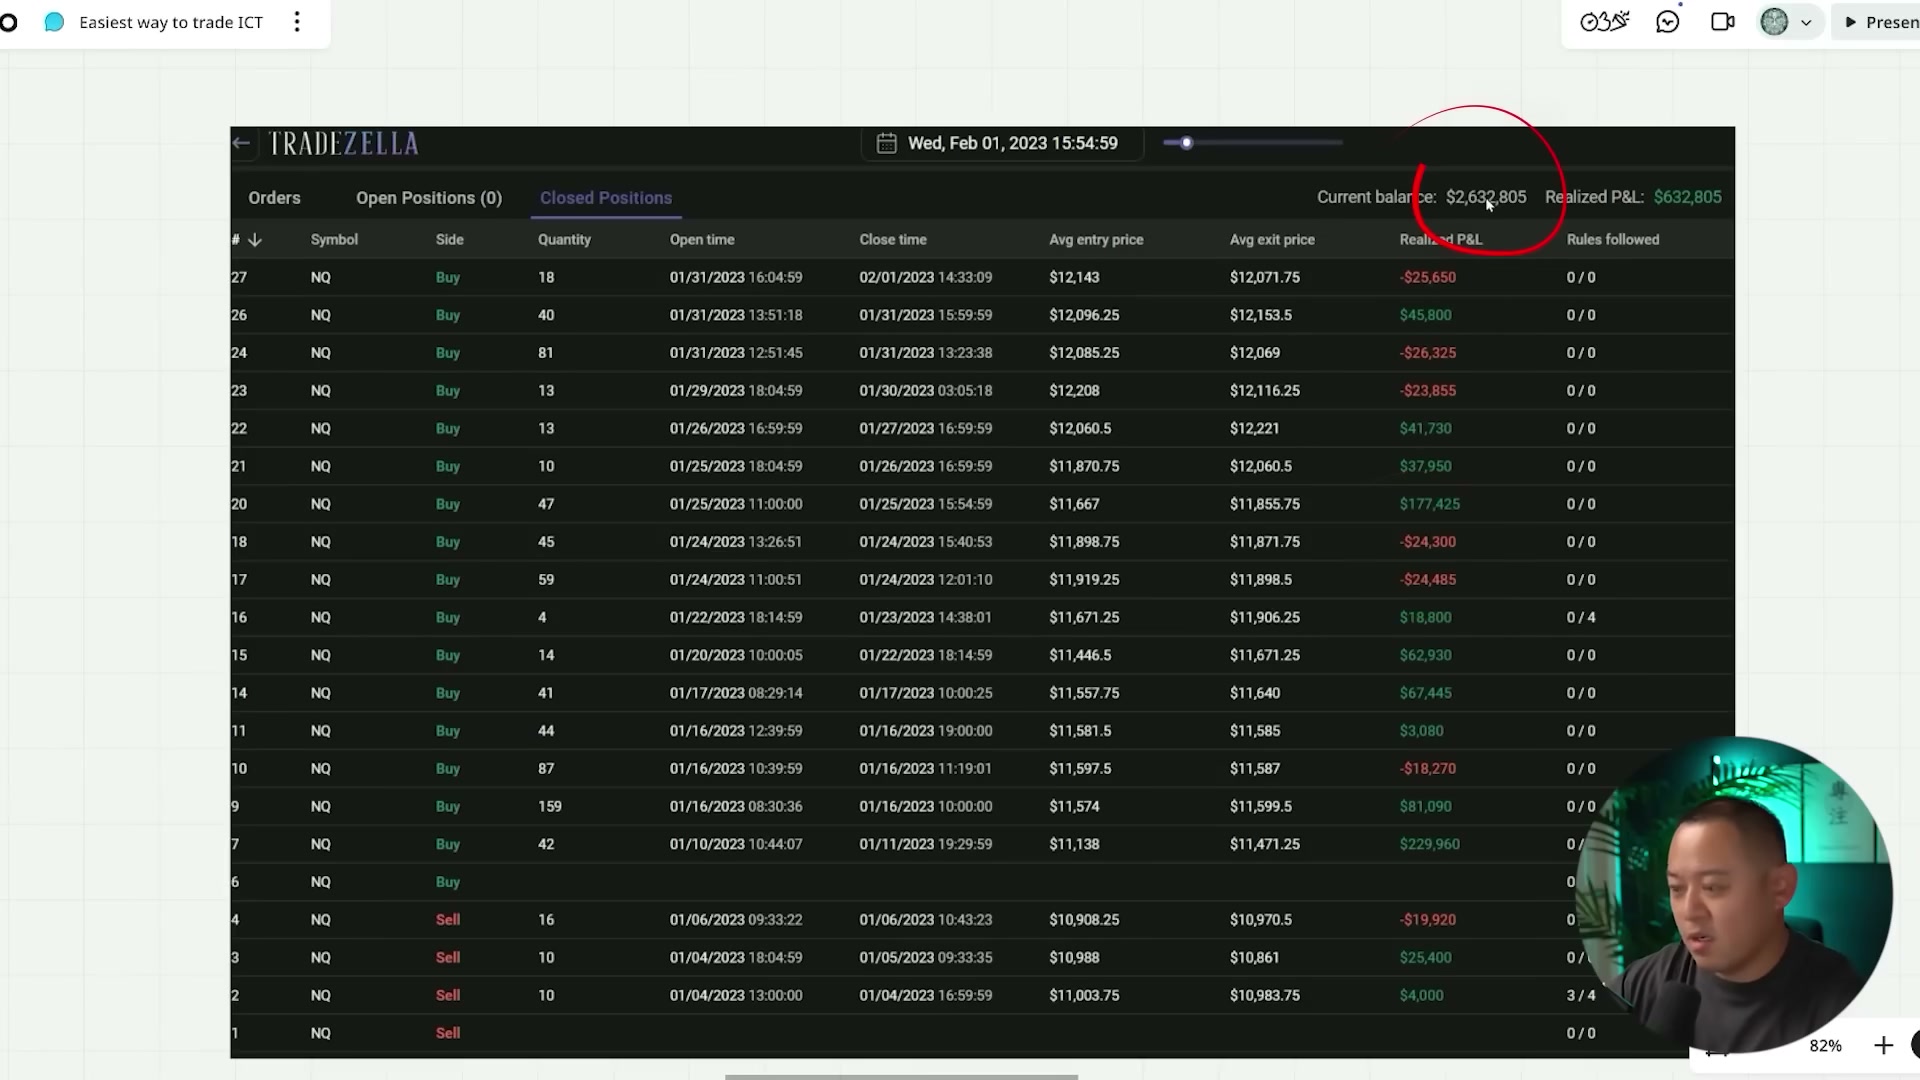 Easiest way to trade ICT
Presen
TRADEZELLA
Wed, Feb 01, 2023 15:54:59
Orders Open Positions (0) Closed Positions Current balance: $2,632,805 Realized P&L: $632,805
# Symbol Side Quantity Open time Close time Avg entry price Avg exit price Realized P&L Rules followed
27 NQ Buy 18 01/31/2023 16:04:59 02/01/2023 14:33:09 $12,143 $12,071.75 -$25,650 0 / 0
26 NQ Buy 40 01/31/2023 13:51:18 01/31/2023 15:59:59 $12,096.25 $12,153.5 $45,800 0 / 0
24 NQ Buy 81 01/31/2023 12:51:45 01/31/2023 13:23:38 $12,085.25 $12,069 -$26,325 0 / 0
23 NQ Buy 13 01/29/2023 18:04:59 01/30/2023 03:05:18 $12,208 $12,116.25 -$23,855 0 / 0
22 NQ Buy 13 01/26/2023 16:59:59 01/27/2023 16:59:59 $12,060.5 $12,221 $41,730 0 / 0
21 NQ Buy 10 01/25/2023 18:04:59 01/26/2023 16:59:59 $11,870.75 $12,060.5 $37,950 0 / 0
20 NQ Buy 47 01/25/2023 11:00:00 01/25/2023 15:54:59 $11,667 $11,855.75 $177,425 0 / 0
18 NQ Buy 45 01/24/2023 13:26:51 01/24/2023 15:40:53 $11,898.75 $11,871.75 -$24,300 0 / 0
17 NQ Buy 59 01/24/2023 11:00:51 01/24/2023 12:01:10 $11,919.25 $11,898.5 -$24,485 0 / 0
16 NQ Buy 4 01/22/2023 18:14:59 01/23/2023 14:38:01 $11,671.25 $11,906.25 $18,800 0 / 4
15 NQ Buy 14 01/20/2023 10:00:05 01/22/2023 18:14:59 $11,446.5 $11,671.25 $62,930 0 / 0
14 NQ Buy 41 01/17/2023 08:29:14 01/17/2023 10:00:25 $11,557.75 $11,640 $67,445 0 / 0
11 NQ Buy 44 01/16/2023 12:39:59 01/16/2023 19:00:00 $11,581.5 $11,585 $3,080 0 / 0
10 NQ Buy 87 01/16/2023 10:39:59 01/16/2023 11:19:01 $11,597.5 $11,587 -$18,270 0 / 0
9 NQ Buy 159 01/16/2023 08:30:36 01/16/2023 10:00:00 $11,574 $11,599.5 $81,090 0 / 0
7 NQ Buy 42 01/10/2023 10:44:07 01/11/2023 19:29:59 $11,138 $11,471.25 $229,960 0 /
6 NQ Buy 0
4 NQ Sell 16 01/06/2023 09:33:22 01/06/2023 10:43:23 $10,908.25 $10,970.5 -$19,920 0
3 NQ Sell 10 01/04/2023 18:04:59 01/05/2023 09:33:35 $10,988 $10,861 $25,400 0 /
2 NQ Sell 10 01/04/2023 13:00:00 01/04/2023 16:59:59 $11,003.75 $10,983.75 $4,000 3 / 4
1 NQ Sell 0 / 0
82%